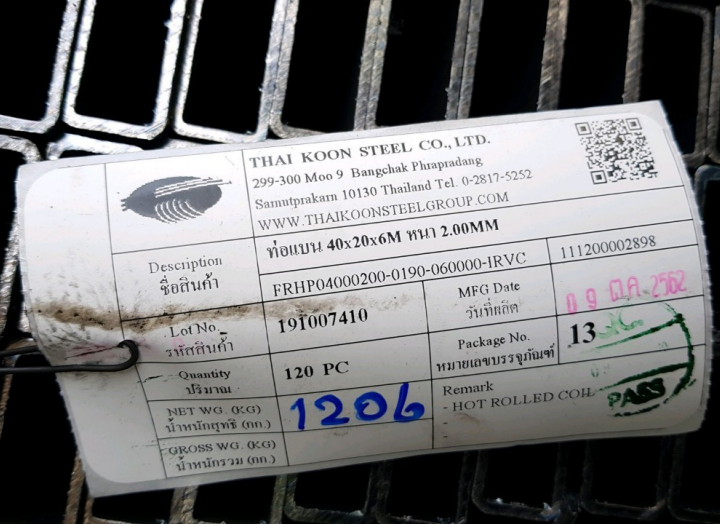 THAI KOON STEEL CO., LTD.
299-300 Moo 9 Bangchak Phrapradang
Samutprakarn 10130 Thailand Tel. 0-2817-5252
WWW.THAIKOONSTEELGROUP.COM
Description
ชื่อสินค้า
ท่อแบน 40x20x6M หนา 2.00MM
FRHP04000200-0190-060000-IRVC
111200002898
Lot No.
รหัสสินค้า
19I007410
MFG Date
วันที่ผลิต
09 ต.ค. 2562
Quantity
ปริมาณ
120 PC
Package No.
หมายเลขบรรจุภัณฑ์
13
NET WG. (KG)
น้ำหนักสุทธิ (กก.)
1206
Remark
- HOT ROLLED COIL
-
-
PASS
GROSS WG. (KG)
น้ำหนักรวม (กก.)